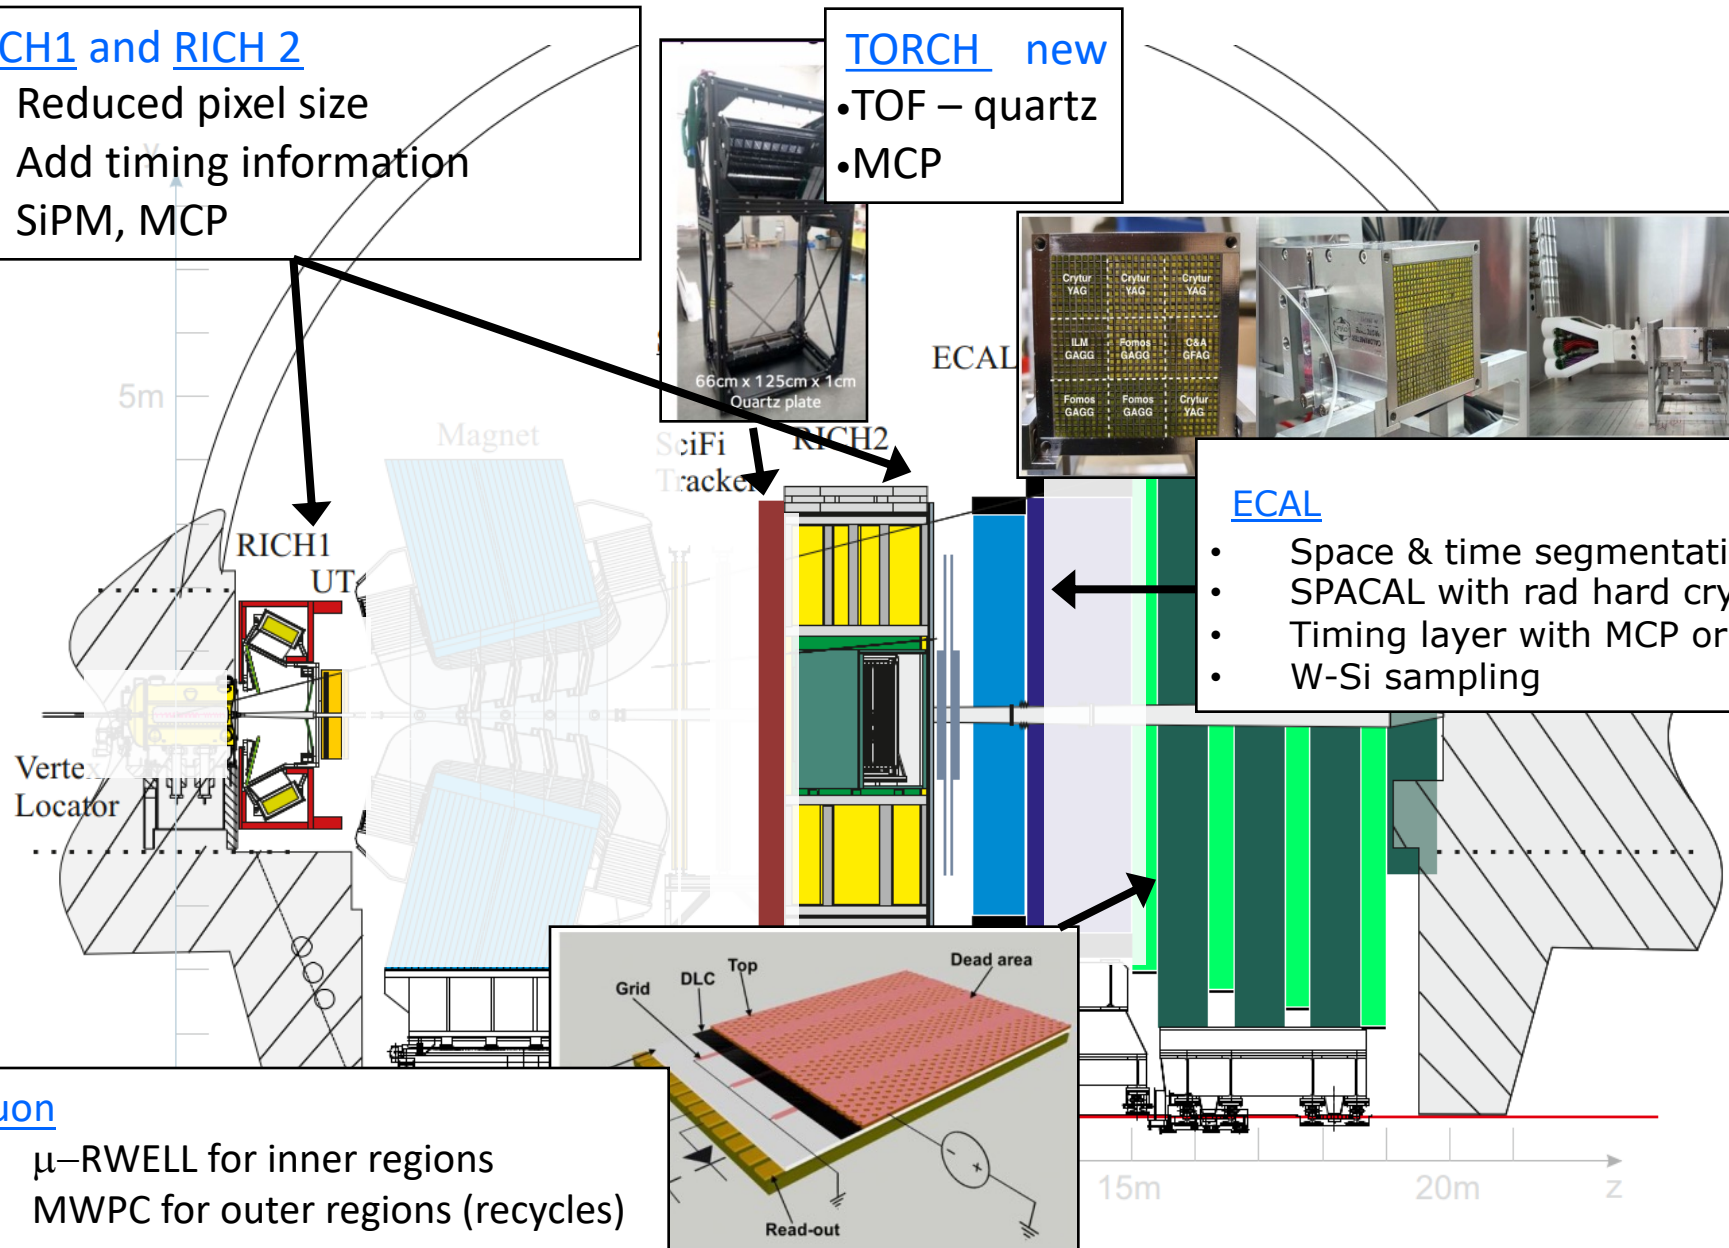 CH1 and RICH 2
Reduced pixel size
Add timing information
SiPM, MCP
TORCH new
•TOF – quartz
•MCP
y
5m
66cm x 125cm x 1cm
Quartz plate
ECAL
Crytur YAG
Crytur YAG
Crytur YAG
ILM GAGG
Fomos GAGG
C&A GFAG
Fomos GAGG
Fomos GAGG
Crytur YAG
Magnet
SciFi
Tracker
RICH2
RICH1
UT
Vertex
Locator
ECAL
• Space & time segmentati
• SPACAL with rad hard cry
• Timing layer with MCP or
• W-Si sampling
Grid
DLC
Top
Dead area
Read-out
uon
μ–RWELL for inner regions
MWPC for outer regions (recycles)
15m
20m
z